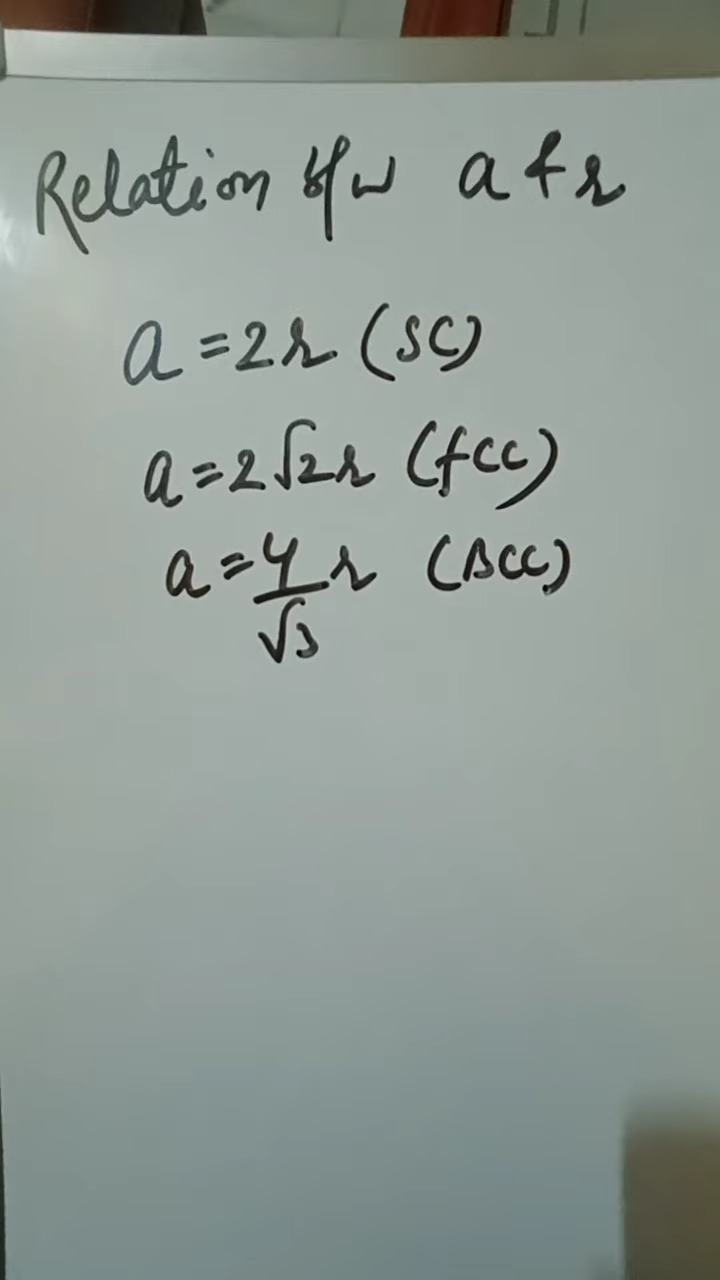 Relation b/w a & r
a = 2r (SC)
a = 2√2r (fcc)
a = 4/√3 r (BCC)